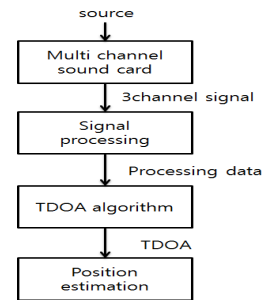 source
Multi channel
sound card
3channel signal
Signal
processing
Processing data
TDOA algorithm
TDOA
Position
estimation